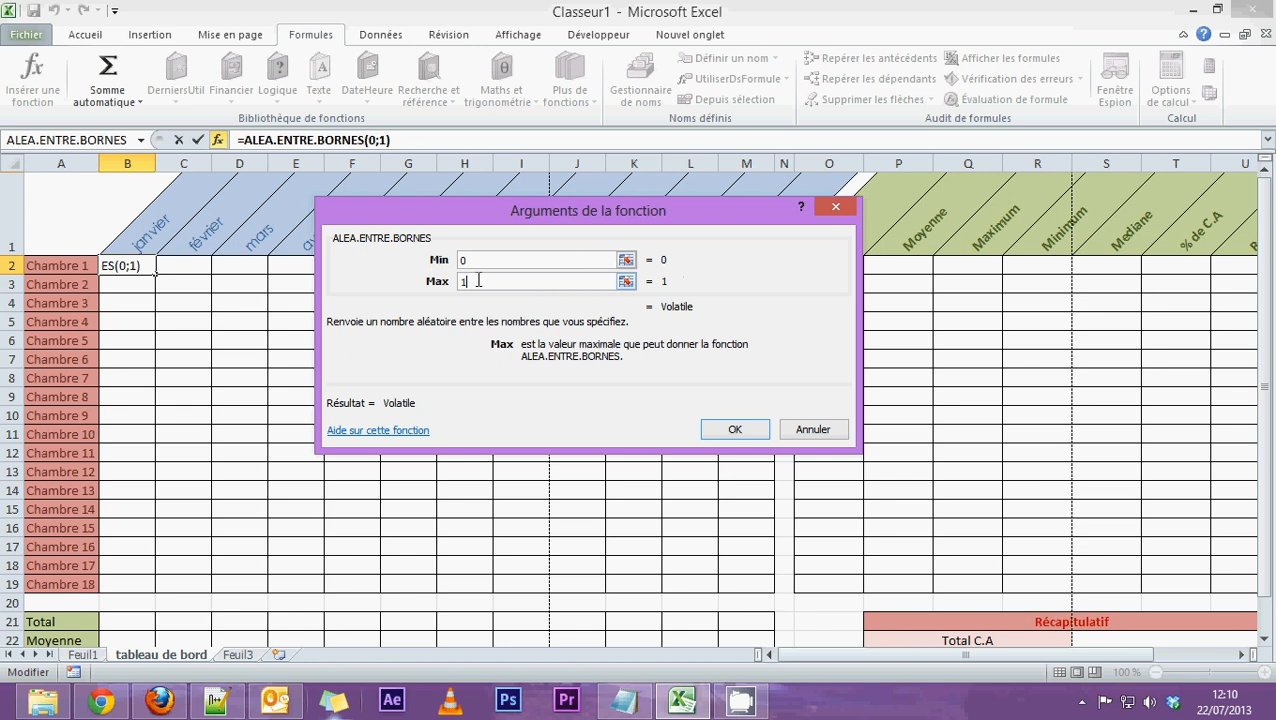 Classeur1 - Microsoft Excel
Fichier Accueil Insertion Mise en page Formules Données Révision Affichage Développeur Nouvel onglet
Insérer une fonction
Somme automatique
DerniersUtil
Financier
Logique
Texte
DateHeure
Recherche et référence
Maths et trigonométrie
Plus de fonctions
Bibliothèque de fonctions
Gestionnaire de noms
Définir un nom
UtiliserDsFormule
Depuis sélection
Noms définis
Repérer les antécédents
Repérer les dépendants
Supprimer les flèches
Afficher les formules
Vérification des erreurs
Évaluation de formule
Audit de formules
Fenêtre Espion
Options de calcul
Calcul
ALEA.ENTRE.BORNES fx =ALEA.ENTRE.BORNES(0;1)
A B C D E F G H I J K L M N O P Q R S T U
1 janvier février mars Moyenne Maximum Minimum Mediane % de C.A
2 Chambre 1 ES(0;1)
3 Chambre 2
4 Chambre 3
5 Chambre 4
6 Chambre 5
7 Chambre 6
8 Chambre 7
9 Chambre 8
10 Chambre 9
11 Chambre 10
12 Chambre 11
13 Chambre 12
14 Chambre 13
15 Chambre 14
16 Chambre 15
17 Chambre 16
18 Chambre 17
19 Chambre 18
20
21 Total Récapitulatif
22 Moyenne Total C.A
Arguments de la fonction
ALEA.ENTRE.BORNES
Min 0 = 0
Max 1 = 1
= Volatile
Renvoie un nombre aléatoire entre les nombres que vous spécifiez.
Max est la valeur maximale que peut donner la fonction
ALEA.ENTRE.BORNES.
Résultat = Volatile
Aide sur cette fonction OK Annuler
Feuil1 tableau de bord Feuil3
Modifier 100 %
Ae Ps Pr
12:10
22/07/2013